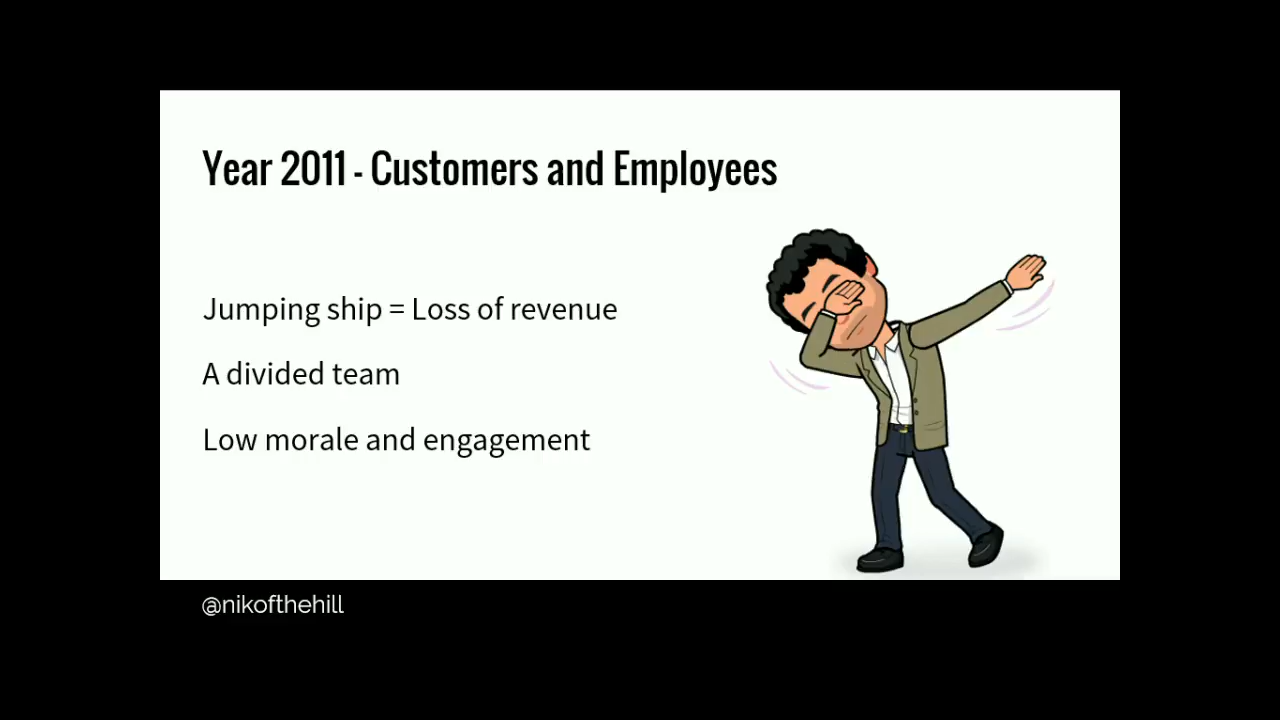 Year 2011 - Customers and Employees
Jumping ship = Loss of revenue
A divided team
Low morale and engagement
@nikofthehill